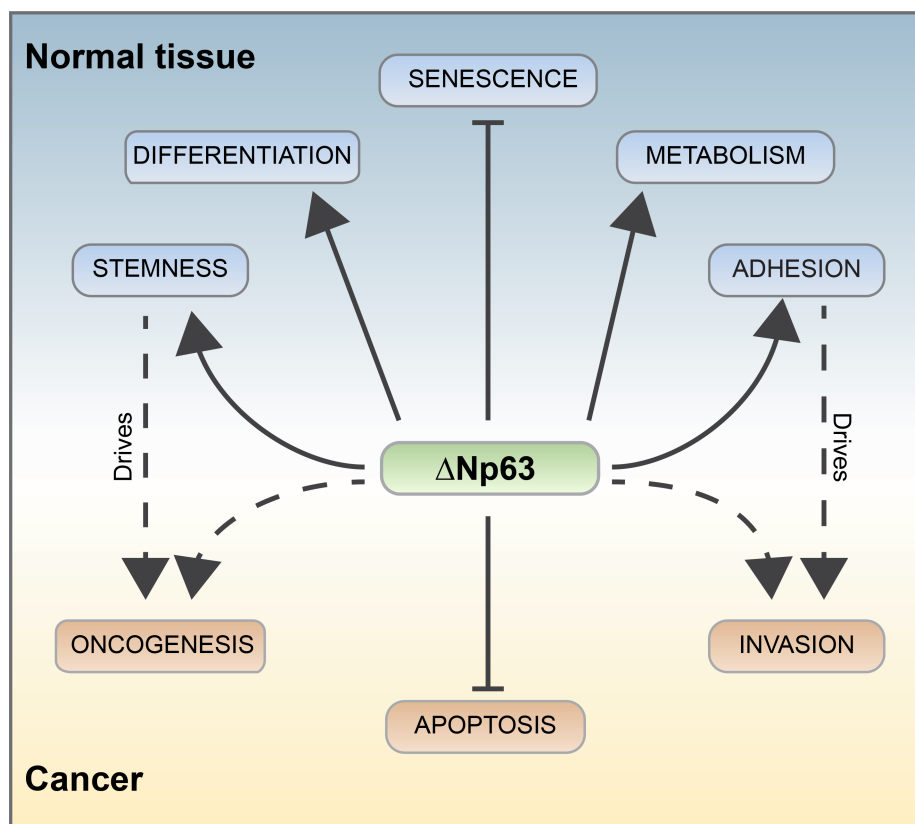 Normal tissue
SENESCENCE
DIFFERENTIATION
METABOLISM
STEMNESS
ADHESION
Drives
Drives
ΔNp63
ONCOGENESIS
INVASION
APOPTOSIS
Cancer